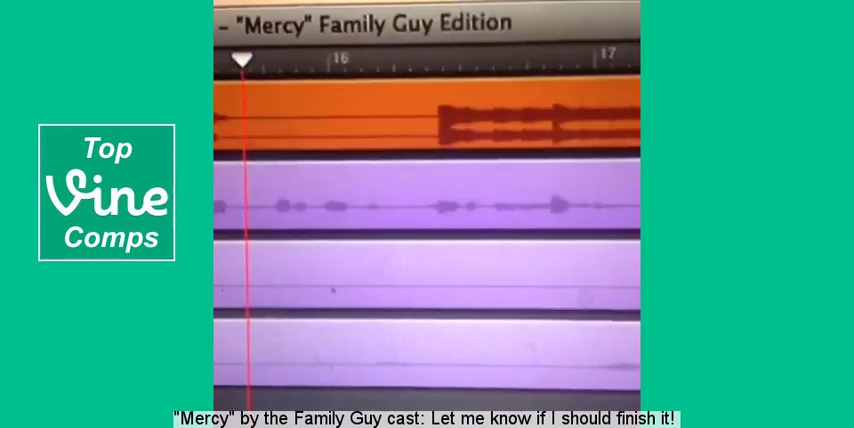 - "Mercy" Family Guy Edition
16 17
Top
Vine
Comps
"Mercy" by the Family Guy cast: Let me know if I should finish it!